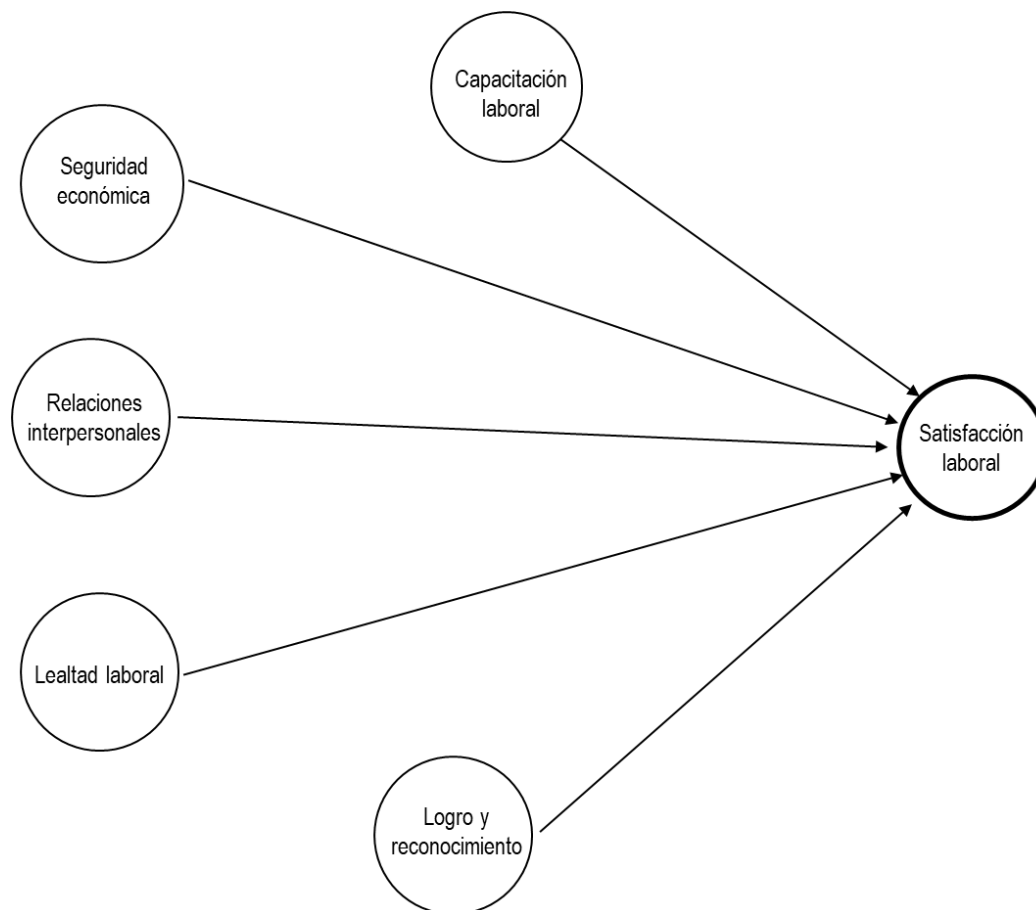 Capacitación
laboral
Seguridad
económica
Relaciones
interpersonales
Satisfacción
laboral
Lealtad laboral
Logro y
reconocimiento